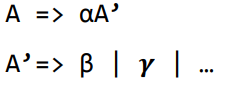 A => αA’
A’=> β | γ | …